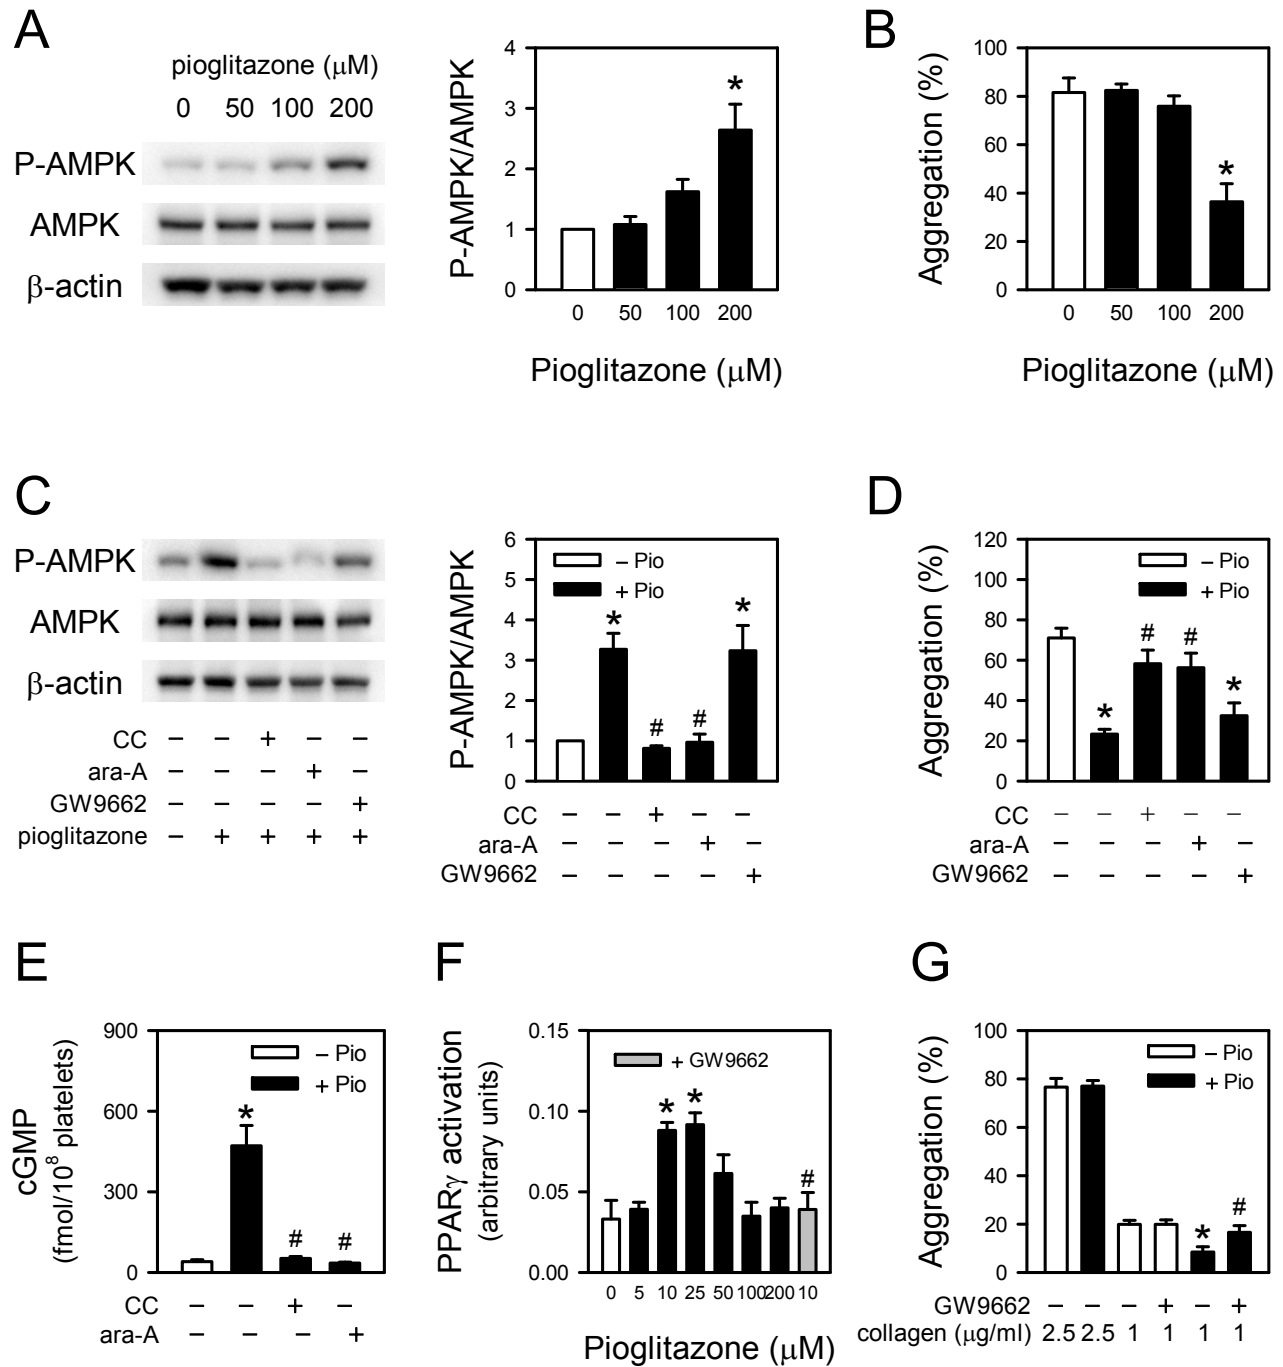 A
pioglitazone (μM)
0 50 100 200
P-AMPK
AMPK
β-actin
P-AMPK/AMPK
4
3
2
1
0
*
0 50 100 200
Pioglitazone (μM)
B
Aggregation (%)
100
80
60
40
20
0
*
0 50 100 200
Pioglitazone (μM)
C
P-AMPK
AMPK
β-actin
CC − − + − −
ara-A − − − + −
GW9662 − − − − +
pioglitazone − + + + +
P-AMPK/AMPK
6
5
4
3
2
1
0
− Pio
+ Pio
* # # *
CC − − + − −
ara-A − − − + −
GW9662 − − − − +
D
Aggregation (%)
120
100
80
60
40
20
0
− Pio
+ Pio
* # # *
CC − − + − −
ara-A − − − + −
GW9662 − − − − +
E
cGMP
(fmol/10⁸ platelets)
900
600
300
0
− Pio
+ Pio
* # #
CC − − + −
ara-A − − − +
F
PPARγ activation
(arbitrary units)
0.15
0.10
0.05
0.00
+ GW9662
* * #
0 5 10 25 50 100 200 10
Pioglitazone (μM)
G
Aggregation (%)
100
80
60
40
20
0
− Pio
+ Pio
* #
GW9662 − − − + − +
collagen (μg/ml) 2.5 2.5 1 1 1 1